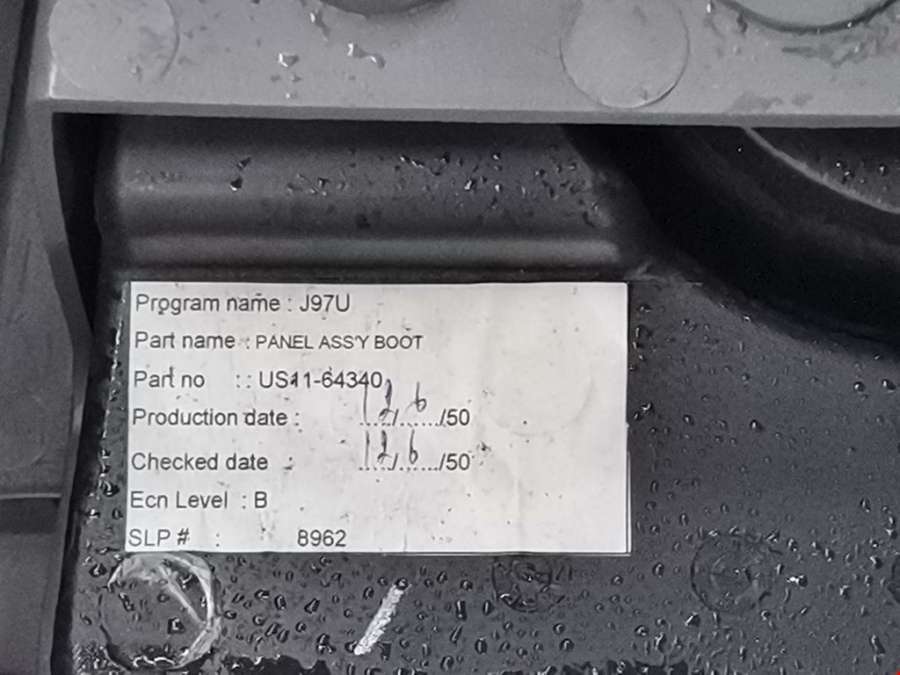 Program name : J97U
Part name : PANEL ASS'Y BOOT
Part no :: US11-64340
Production date : 12/6/50
Checked date : 12/6/50
Ecn Level : B
SLP # : 8962